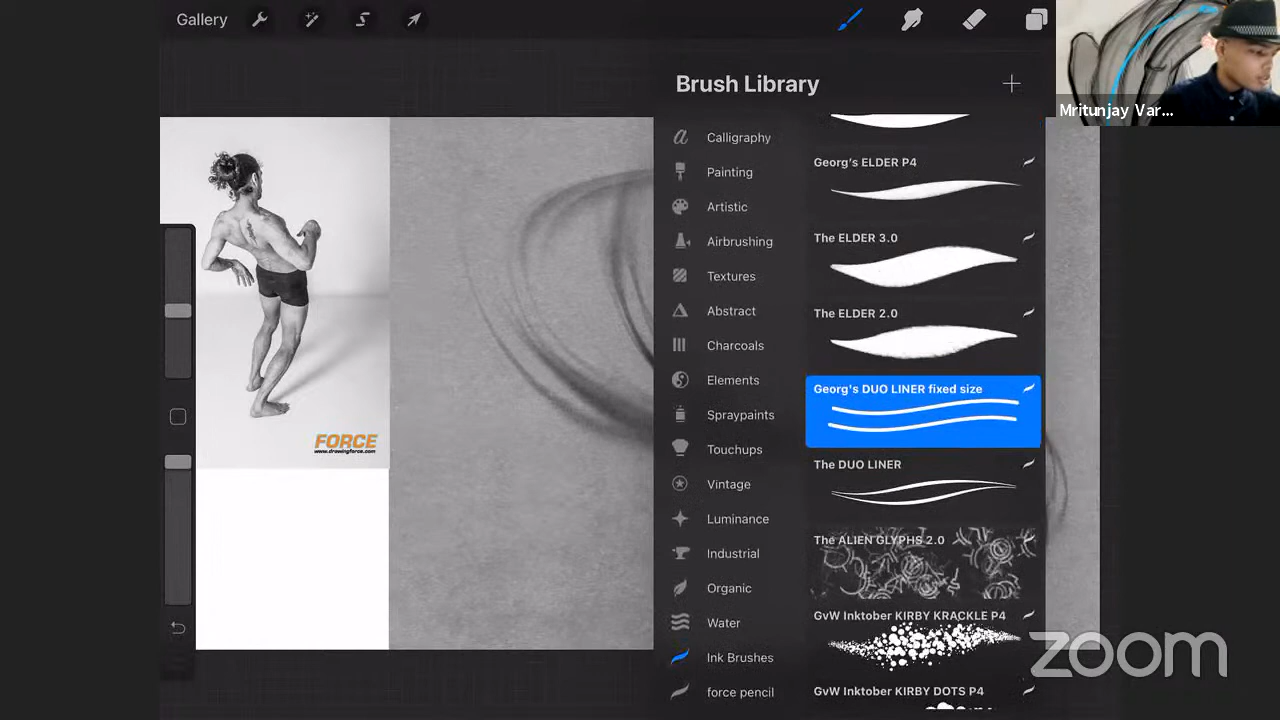 Gallery
Mritunjay Var...
Brush Library
Calligraphy
Painting
Artistic
Airbrushing
Textures
Abstract
Charcoals
Elements
Spraypaints
Touchups
Vintage
Luminance
Industrial
Organic
Water
Ink Brushes
force pencil
Georg's ELDER P4
The ELDER 3.0
The ELDER 2.0
Georg's DUO LINER fixed size
The DUO LINER
The ALIEN GLYPHS 2.0
GvW Inktober KIRBY KRACKLE P4
GvW Inktober KIRBY DOTS P4
FORCE
www.drawingforce.com
zoom